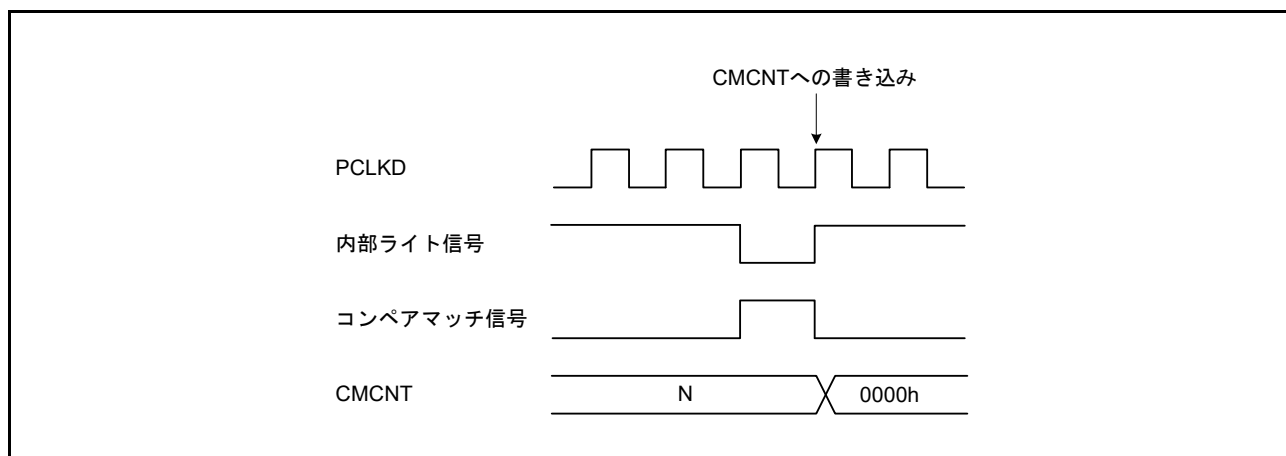 CMCNTへの書き込み
PCLKD
内部ライト信号
コンペアマッチ信号
CMCNT
N
0000h